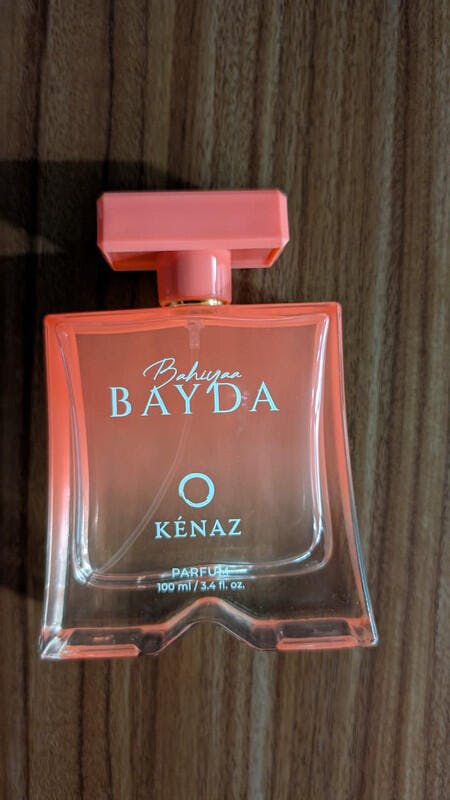 Bahiyaa
BAYDA
KÉNAZ
PARFUM
100 ml / 3.4 fl. oz.